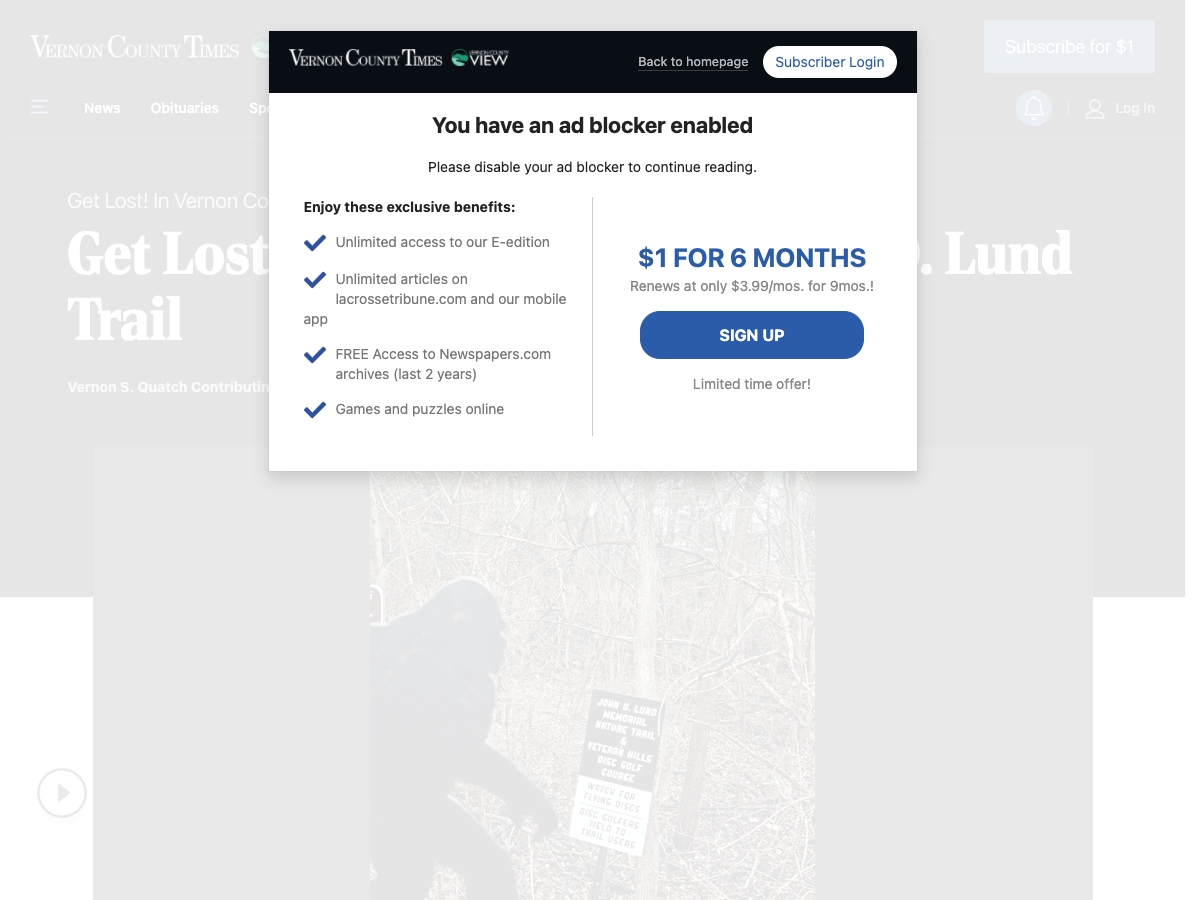 VERNON COUNTY TIMES
Subscribe for $1
News
Obituaries
Log In
Get Lost! in Vernon Co
Get Lost
. Lund
Trail
Vernon S. Quatch Contributin
VERNON COUNTY TIMES
VERNON COUNTY
VIEW
Back to homepage
Subscriber Login
You have an ad blocker enabled
Please disable your ad blocker to continue reading.
Enjoy these exclusive benefits:
Unlimited access to our E-edition
Unlimited articles on
lacrossetribune.com and our mobile
app
FREE Access to Newspapers.com
archives (last 2 years)
Games and puzzles online
$1 FOR 6 MONTHS
Renews at only $3.99/mos. for 9mos.!
SIGN UP
Limited time offer!
JOHN O. LUND
MEMORIAL
NATURE TRAIL
&
VETERAN HILLS
DISC GOLF
COURSE
WATCH FOR
FLYING DISCS
DISC GOLFERS
YIELD TO
TRAIL USERS